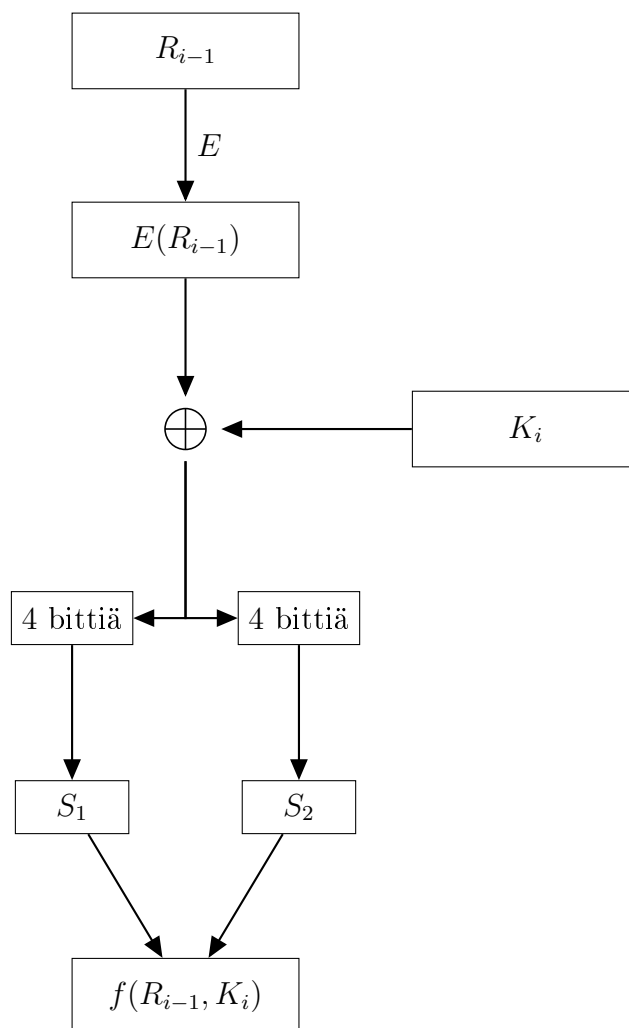 $R_{i-1}$
$E$
$E(R_{i-1})$
$K_i$
4 bittiä 4 bittiä
$S_1$ $S_2$
$f(R_{i-1}, K_i)$